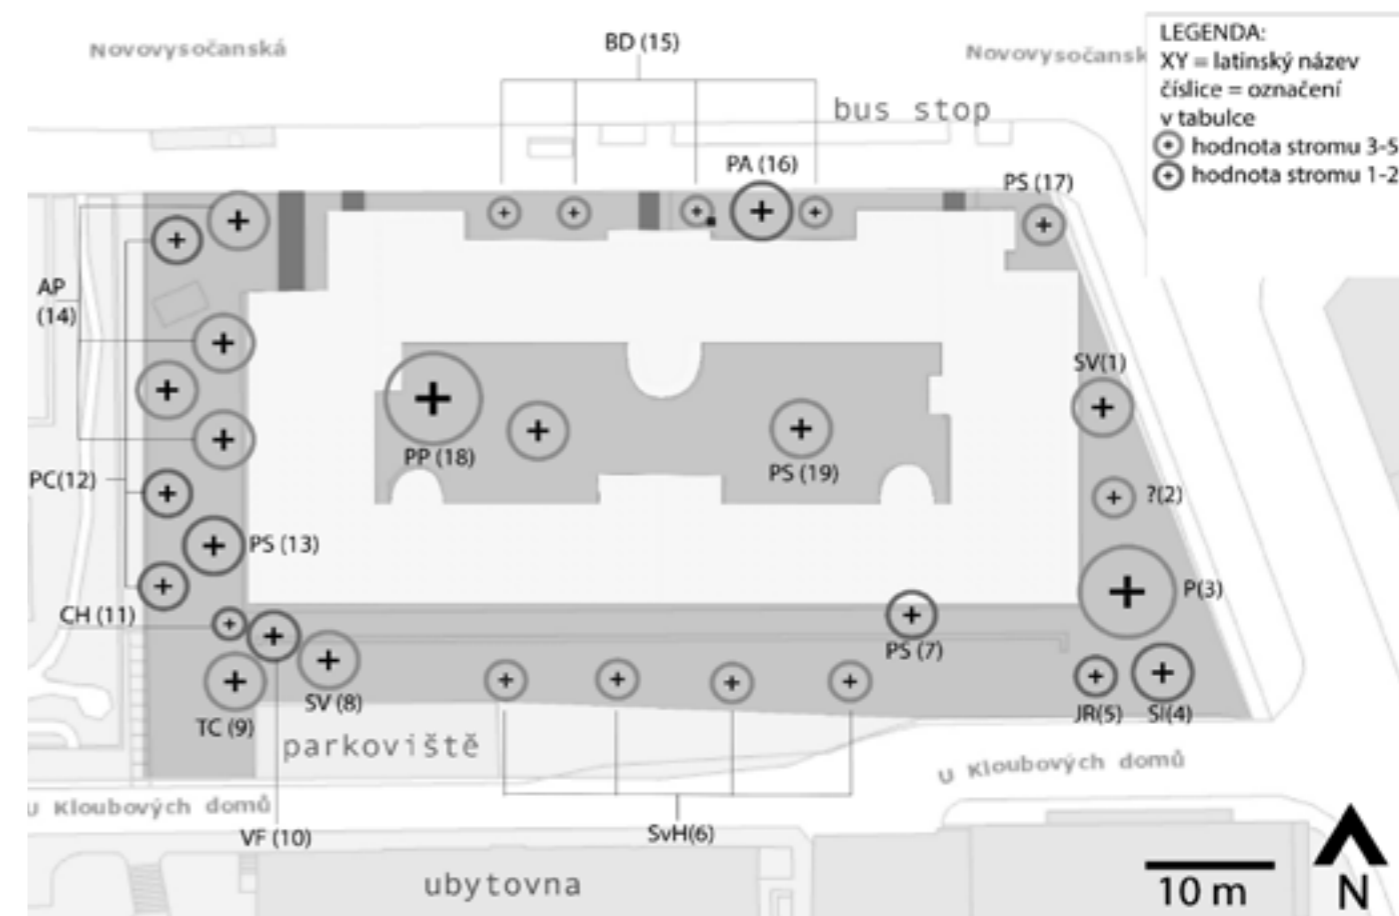 Novovysočanská
BD (15)
Novovysočansk
LEGENDA:
XY = latinský název
číslice = označení
v tabulce
hodnota stromu 3-5
hodnota stromu 1-2
bus stop
PA (16)
PS (17)
AP
(14)
SV(1)
PP (18)
PS (19)
PC(12)
?(2)
PS (13)
P(3)
CH (11)
PS (7)
TC (9)
SV (8)
JR(5)
SI(4)
parkoviště
U Kloubových domů
U Kloubových domů
VF (10)
SvH(6)
ubytovna
10 m
N